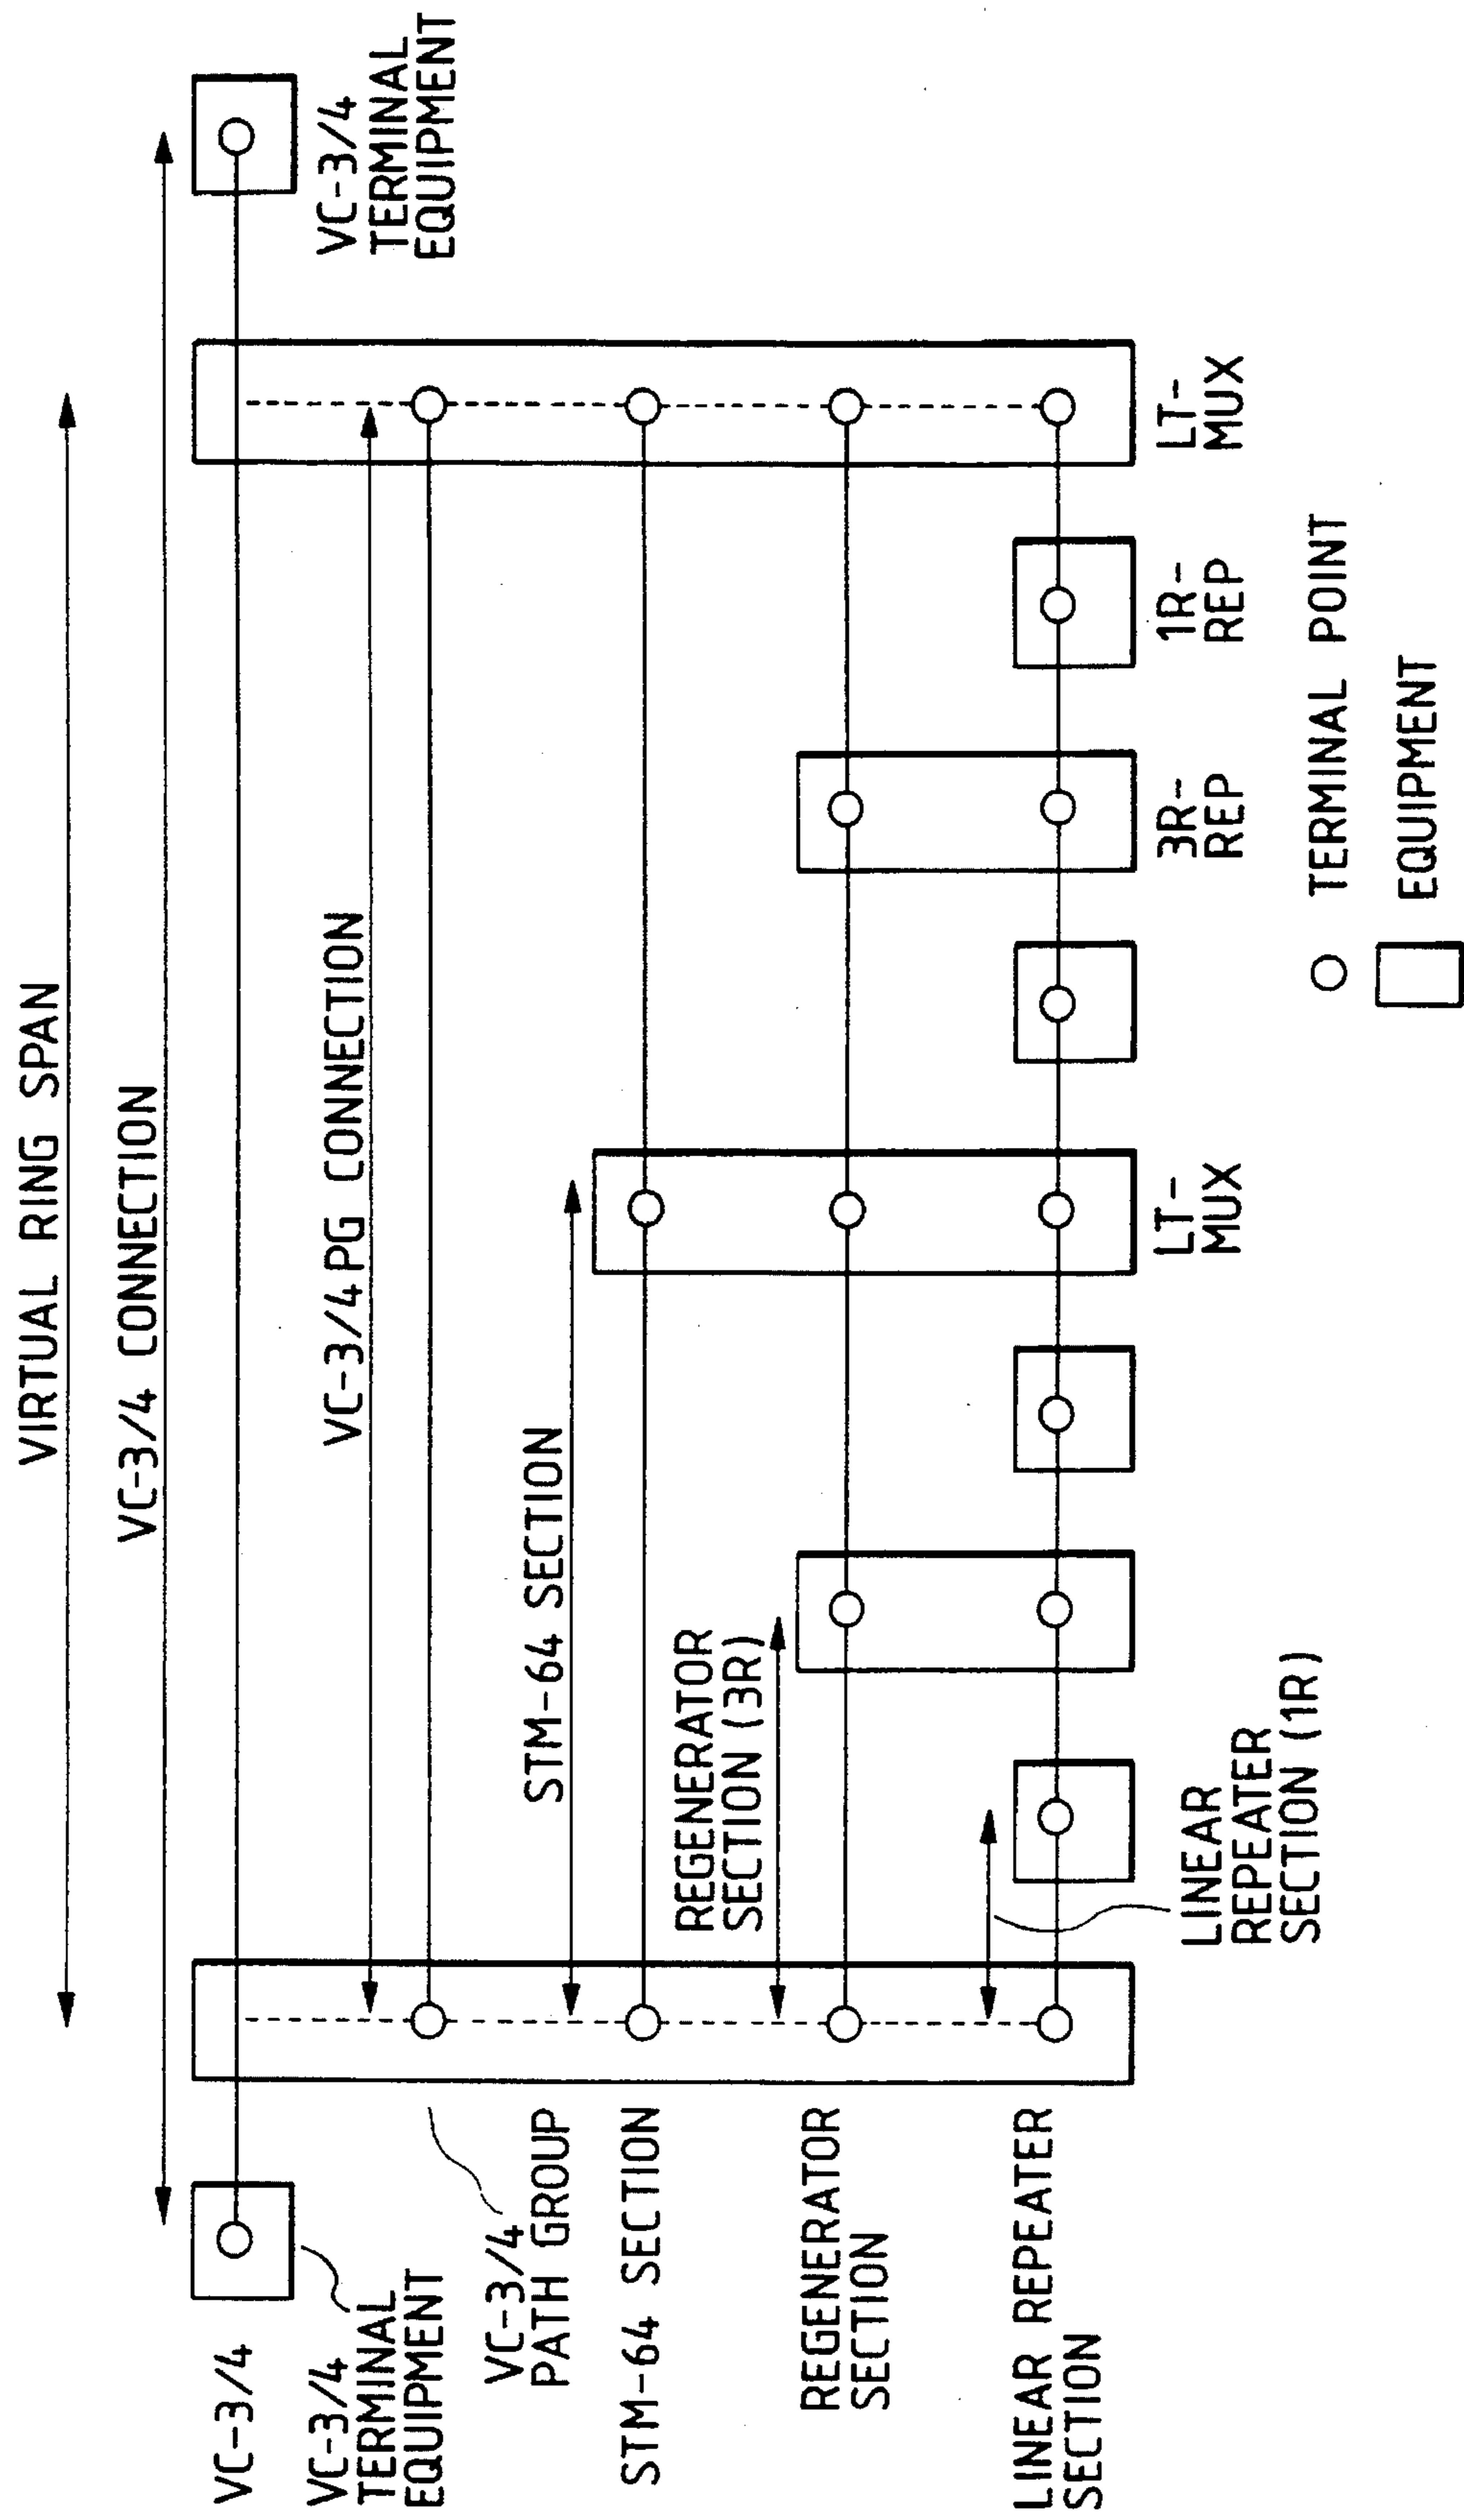 VIRTUAL RING SPAN
VC-3/4 CONNECTION
VC-3/4
VC-3/4
TERMINAL
EQUIPMENT
VC-3/4
TERMINAL
EQUIPMENT
VC-3/4PG CONNECTION
VC-3/4
PATH GROUP
STM-64 SECTION
STM-64 SECTION
REGENERATOR
SECTION (3R)
REGENERATOR
SECTION
LINEAR REPEATER
SECTION
LINEAR
REPEATER
SECTION (1R)
LT-
MUX
3R-
REP
1R-
REP
LT-
MUX
TERMINAL POINT
EQUIPMENT